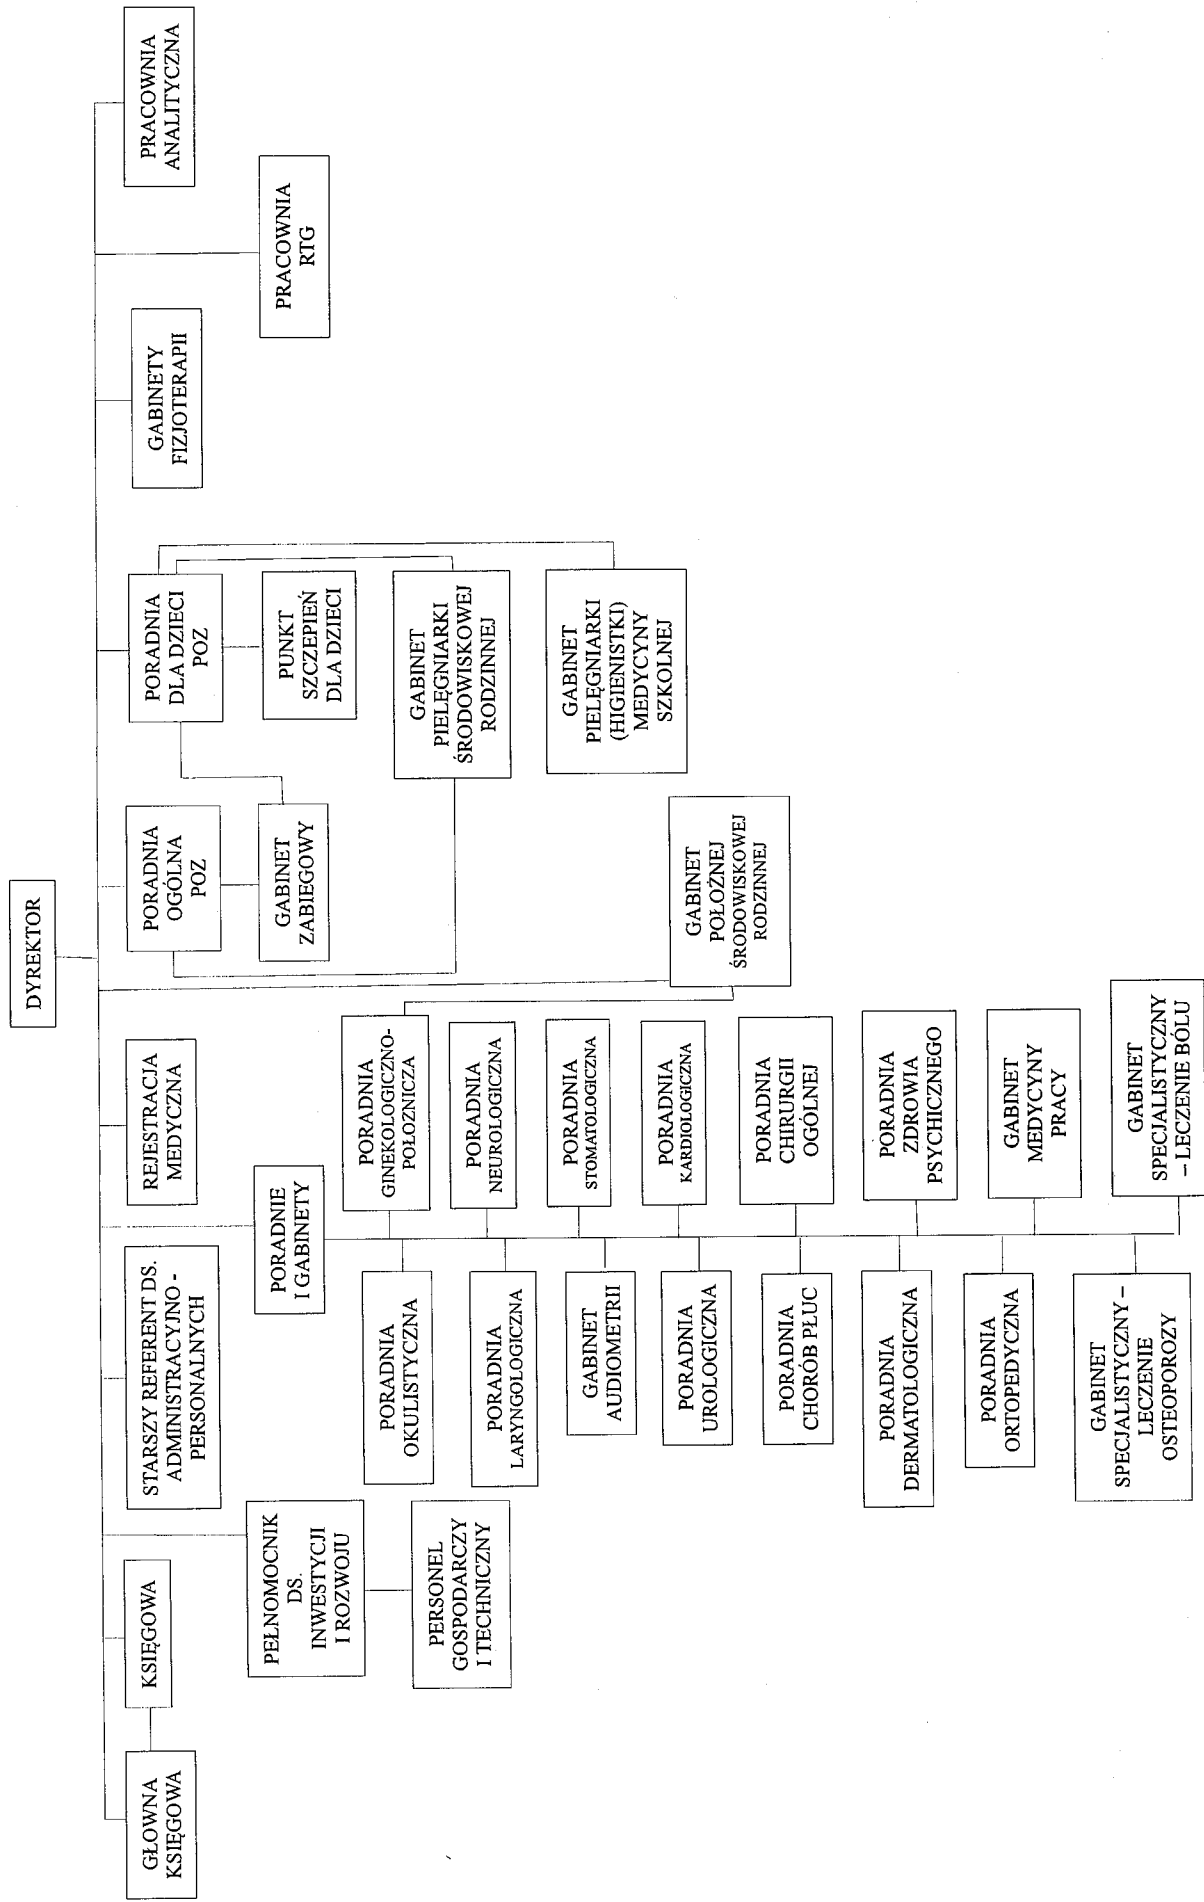 DYREKTOR
GŁOWNA
KSIĘGOWA
KSIĘGOWA
STARSZY REFERENT DS.
ADMINISTRACYJNO -
PERSONALNYCH
REJESTRACJA
MEDYCZNA
PORADNIA
OGÓLNA
POZ
PORADNIA
DLA DZIECI
POZ
GABINETY
FIZJOTERAPII
PRACOWNIA
ANALITYCZNA
PEŁNOMOCNIK
DS.
INWESTYCJI
I ROZWOJU
PORADNIE
I GABINETY
GABINET
ZABIEGOWY
PUNKT
SZCZEPIEŃ
DLA DZIECI
PRACOWNIA
RTG
PERSONEL
GOSPODARCZY
I TECHNICZNY
GABINET
PIELĘGNIARKI
ŚRODOWISKOWEJ
RODZINNEJ
GABINET
PIELĘGNIARKI
(HIGIENISTKI)
MEDYCYNY
SZKOLNEJ
GABINET
POŁOŻNEJ
ŚRODOWISKOWEJ
RODZINNEJ
PORADNIA
OKULISTYCZNA
PORADNIA
GINEKOLOGICZNO-
POŁOŻNICZA
PORADNIA
LARYNGOLOGICZNA
PORADNIA
NEUROLOGICZNA
GABINET
AUDIOMETRII
PORADNIA
STOMATOLOGICZNA
PORADNIA
UROLOGICZNA
PORADNIA
KARDIOLOGICZNA
PORADNIA
CHORÓB PŁUC
PORADNIA
CHIRURGII
OGÓLNEJ
PORADNIA
DERMATOLOGICZNA
PORADNIA
ZDROWIA
PSYCHICZNEGO
PORADNIA
ORTOPEDYCZNA
GABINET
MEDYCYNY
PRACY
GABINET
SPECJALISTYCZNY –
LECZENIE
OSTEOPOROZY
GABINET
SPECJALISTYCZNY
– LECZENIE BÓLU